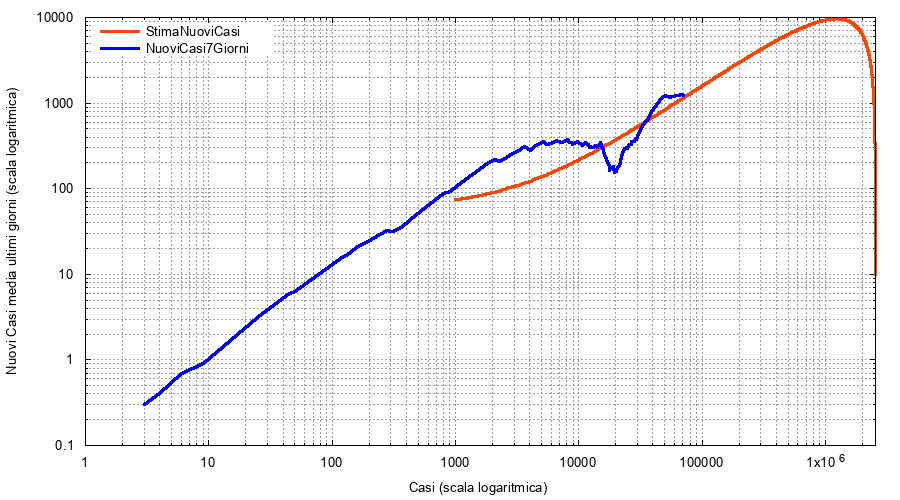 10000
StimaNuoviCasi
NuoviCasi7Giorni
1000
100
10
1
0.1
Nuovi Casi media ultimi giorni (scala logaritmica)
1 10 100 1000 10000 100000 1x10 6
Casi (scala logaritmica)